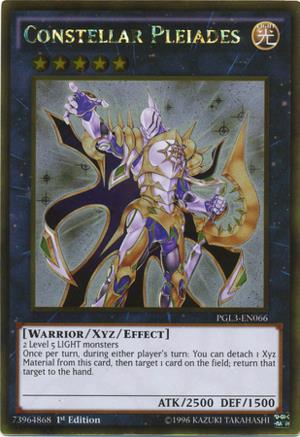 CONSTELLAR PLEIADES
LIGHT
光
PGL3-EN066
[WARRIOR/XYZ/EFFECT]
2 Level 5 LIGHT monsters
Once per turn, during either player's turn: You can detach 1 Xyz
Material from this card, then target 1 card on the field; return that
target to the hand.
ATK/2500 DEF/1500
73964868 1st Edition ©1996 KAZUKI TAKAHASHI